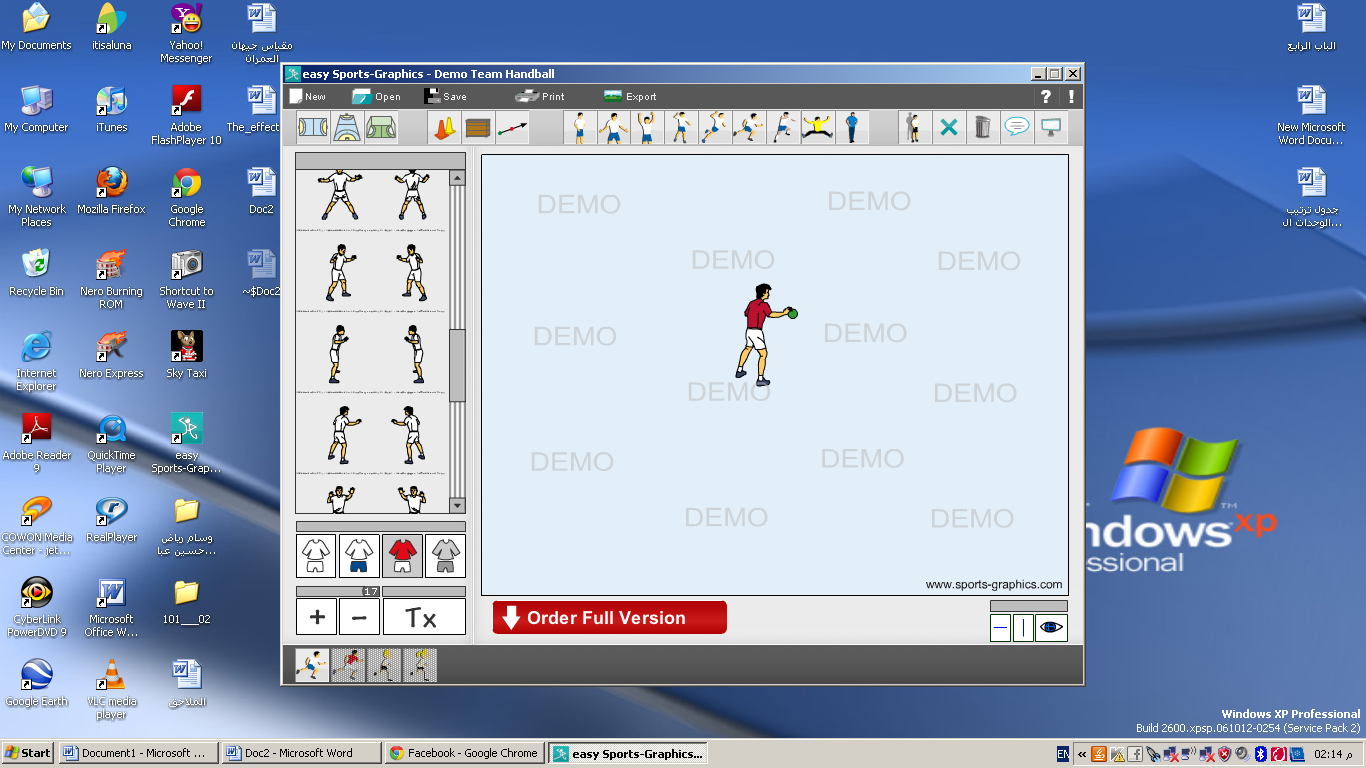 My Documents
itisaluna
Yahoo!
Messenger
مقياس جيهان
العمران
My Computer
iTunes
Adobe
FlashPlayer 10
The_effect
My Network
Places
Mozilla Firefox
Google
Chrome
Doc2
Recycle Bin
Nero Burning
ROM
Shortcut to
Wave II
~$Doc2
Internet
Explorer
Nero Express
Sky Taxi
Adobe Reader
9
QuickTime
Player
easy
Sports-Grap...
COWON Media
Center - jet...
RealPlayer
وسام رياض
حسين عبا...
CyberLink
PowerDVD 9
Microsoft
Office W...
101___02
Google Earth
VLC media
player
الملاحق
easy Sports-Graphics - Demo Team Handball
New
Open
Save
Print
Export
? !
DEMO
DEMO
DEMO
DEMO
DEMO
DEMO
DEMO
DEMO
DEMO
DEMO
DEMO
DEMO
www.sports-graphics.com
17
+ − Tx
Order Full Version
الباب الرابع
New Microsoft
Word Docu...
جدول ترتيب
الوحدات ال...
ndows xp
TM
essional
Windows XP Professional
Build 2600.xpsp.061012-0254 (Service Pack 2)
Start
Document1 - Microsoft ...
Doc2 - Microsoft Word
Facebook - Google Chrome
easy Sports-Graphics...
EN
«
02:14 م